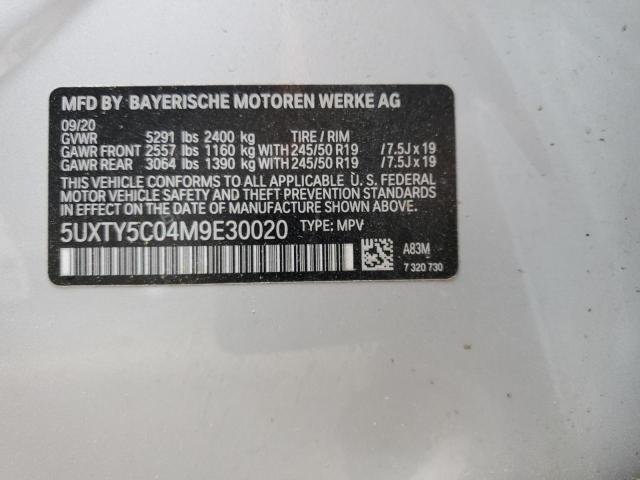 MFD BY BAYERISCHE MOTOREN WERKE AG
09/20
GVWR 5291 lbs 2400 kg TIRE / RIM
GAWR FRONT 2557 lbs 1160 kg WITH 245/50 R19 /7.5J x 19
GAWR REAR 3064 lbs 1390 kg WITH 245/50 R19 /7.5J x 19
THIS VEHICLE CONFORMS TO ALL APPLICABLE U. S. FEDERAL
MOTOR VEHICLE SAFETY AND THEFT PREVENTION STANDARDS
IN EFFECT ON THE DATE OF MANUFACTURE SHOWN ABOVE.
5UXTY5C04M9E30020 TYPE: MPV
A83M
7 320 730